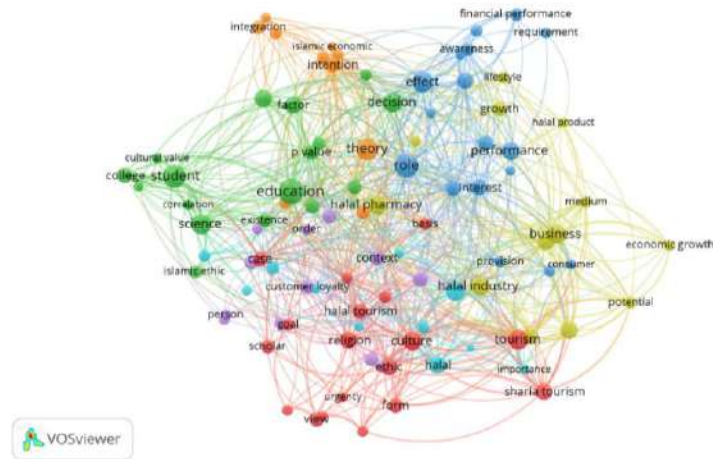 financial performance
integration
requirement
islamic economic
awareness
intention
effect
lifestyle
factor
decision
growth
halal product
p value
theory
performance
cultural value
role
college
student
education
interest
correlation
halal pharmacy
medium
science
existence
order
basis
business
economic growth
case
context
provision
consumer
islamic ethic
customer loyalty
halal industry
potential
person
goal
halal tourism
scholar
religion
culture
tourism
ethic
halal
importance
urgency
sharia tourism
view
form
VOSviewer